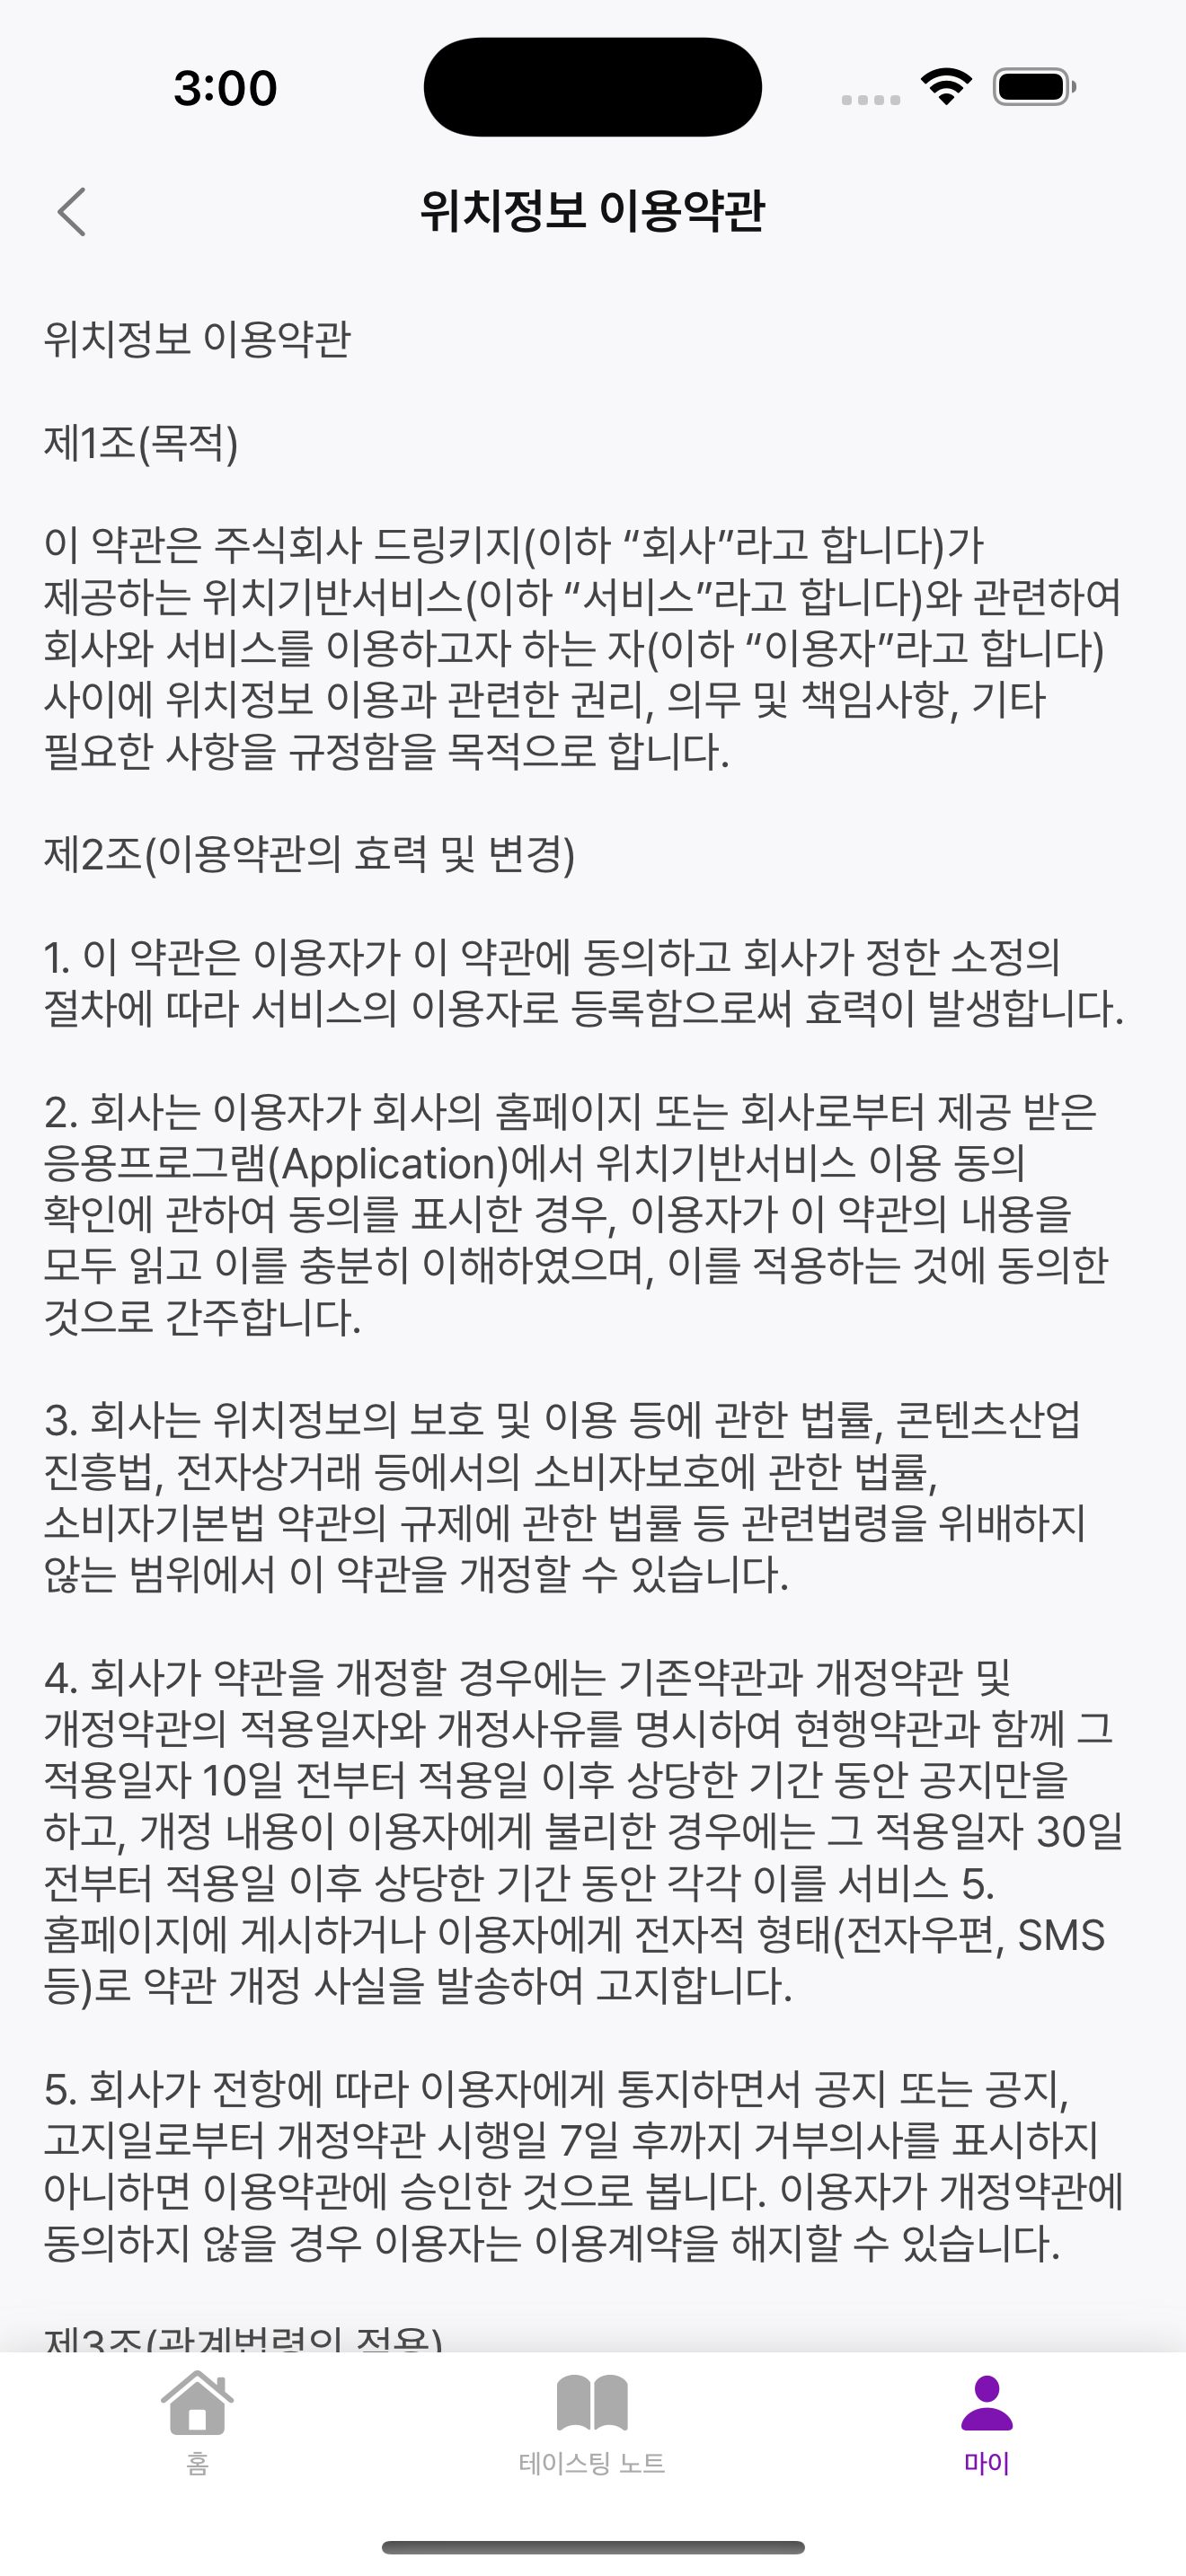 3:00
위치정보 이용약관
위치정보 이용약관
제1조(목적)
이 약관은 주식회사 드링키지(이하 “회사”라고 합니다)가
제공하는 위치기반서비스(이하 “서비스”라고 합니다)와 관련하여
회사와 서비스를 이용하고자 하는 자(이하 “이용자”라고 합니다)
사이에 위치정보 이용과 관련한 권리, 의무 및 책임사항, 기타
필요한 사항을 규정함을 목적으로 합니다.
제2조(이용약관의 효력 및 변경)
1. 이 약관은 이용자가 이 약관에 동의하고 회사가 정한 소정의
절차에 따라 서비스의 이용자로 등록함으로써 효력이 발생합니다.
2. 회사는 이용자가 회사의 홈페이지 또는 회사로부터 제공 받은
응용프로그램(Application)에서 위치기반서비스 이용 동의
확인에 관하여 동의를 표시한 경우, 이용자가 이 약관의 내용을
모두 읽고 이를 충분히 이해하였으며, 이를 적용하는 것에 동의한
것으로 간주합니다.
3. 회사는 위치정보의 보호 및 이용 등에 관한 법률, 콘텐츠산업
진흥법, 전자상거래 등에서의 소비자보호에 관한 법률,
소비자기본법 약관의 규제에 관한 법률 등 관련법령을 위배하지
않는 범위에서 이 약관을 개정할 수 있습니다.
4. 회사가 약관을 개정할 경우에는 기존약관과 개정약관 및
개정약관의 적용일자와 개정사유를 명시하여 현행약관과 함께 그
적용일자 10일 전부터 적용일 이후 상당한 기간 동안 공지만을
하고, 개정 내용이 이용자에게 불리한 경우에는 그 적용일자 30일
전부터 적용일 이후 상당한 기간 동안 각각 이를 서비스 5.
홈페이지에 게시하거나 이용자에게 전자적 형태(전자우편, SMS
등)로 약관 개정 사실을 발송하여 고지합니다.
5. 회사가 전항에 따라 이용자에게 통지하면서 공지 또는 공지,
고지일로부터 개정약관 시행일 7일 후까지 거부의사를 표시하지
아니하면 이용약관에 승인한 것으로 봅니다. 이용자가 개정약관에
동의하지 않을 경우 이용자는 이용계약을 해지할 수 있습니다.
제3조(관계법령의 적용)
홈
테이스팅 노트
마이